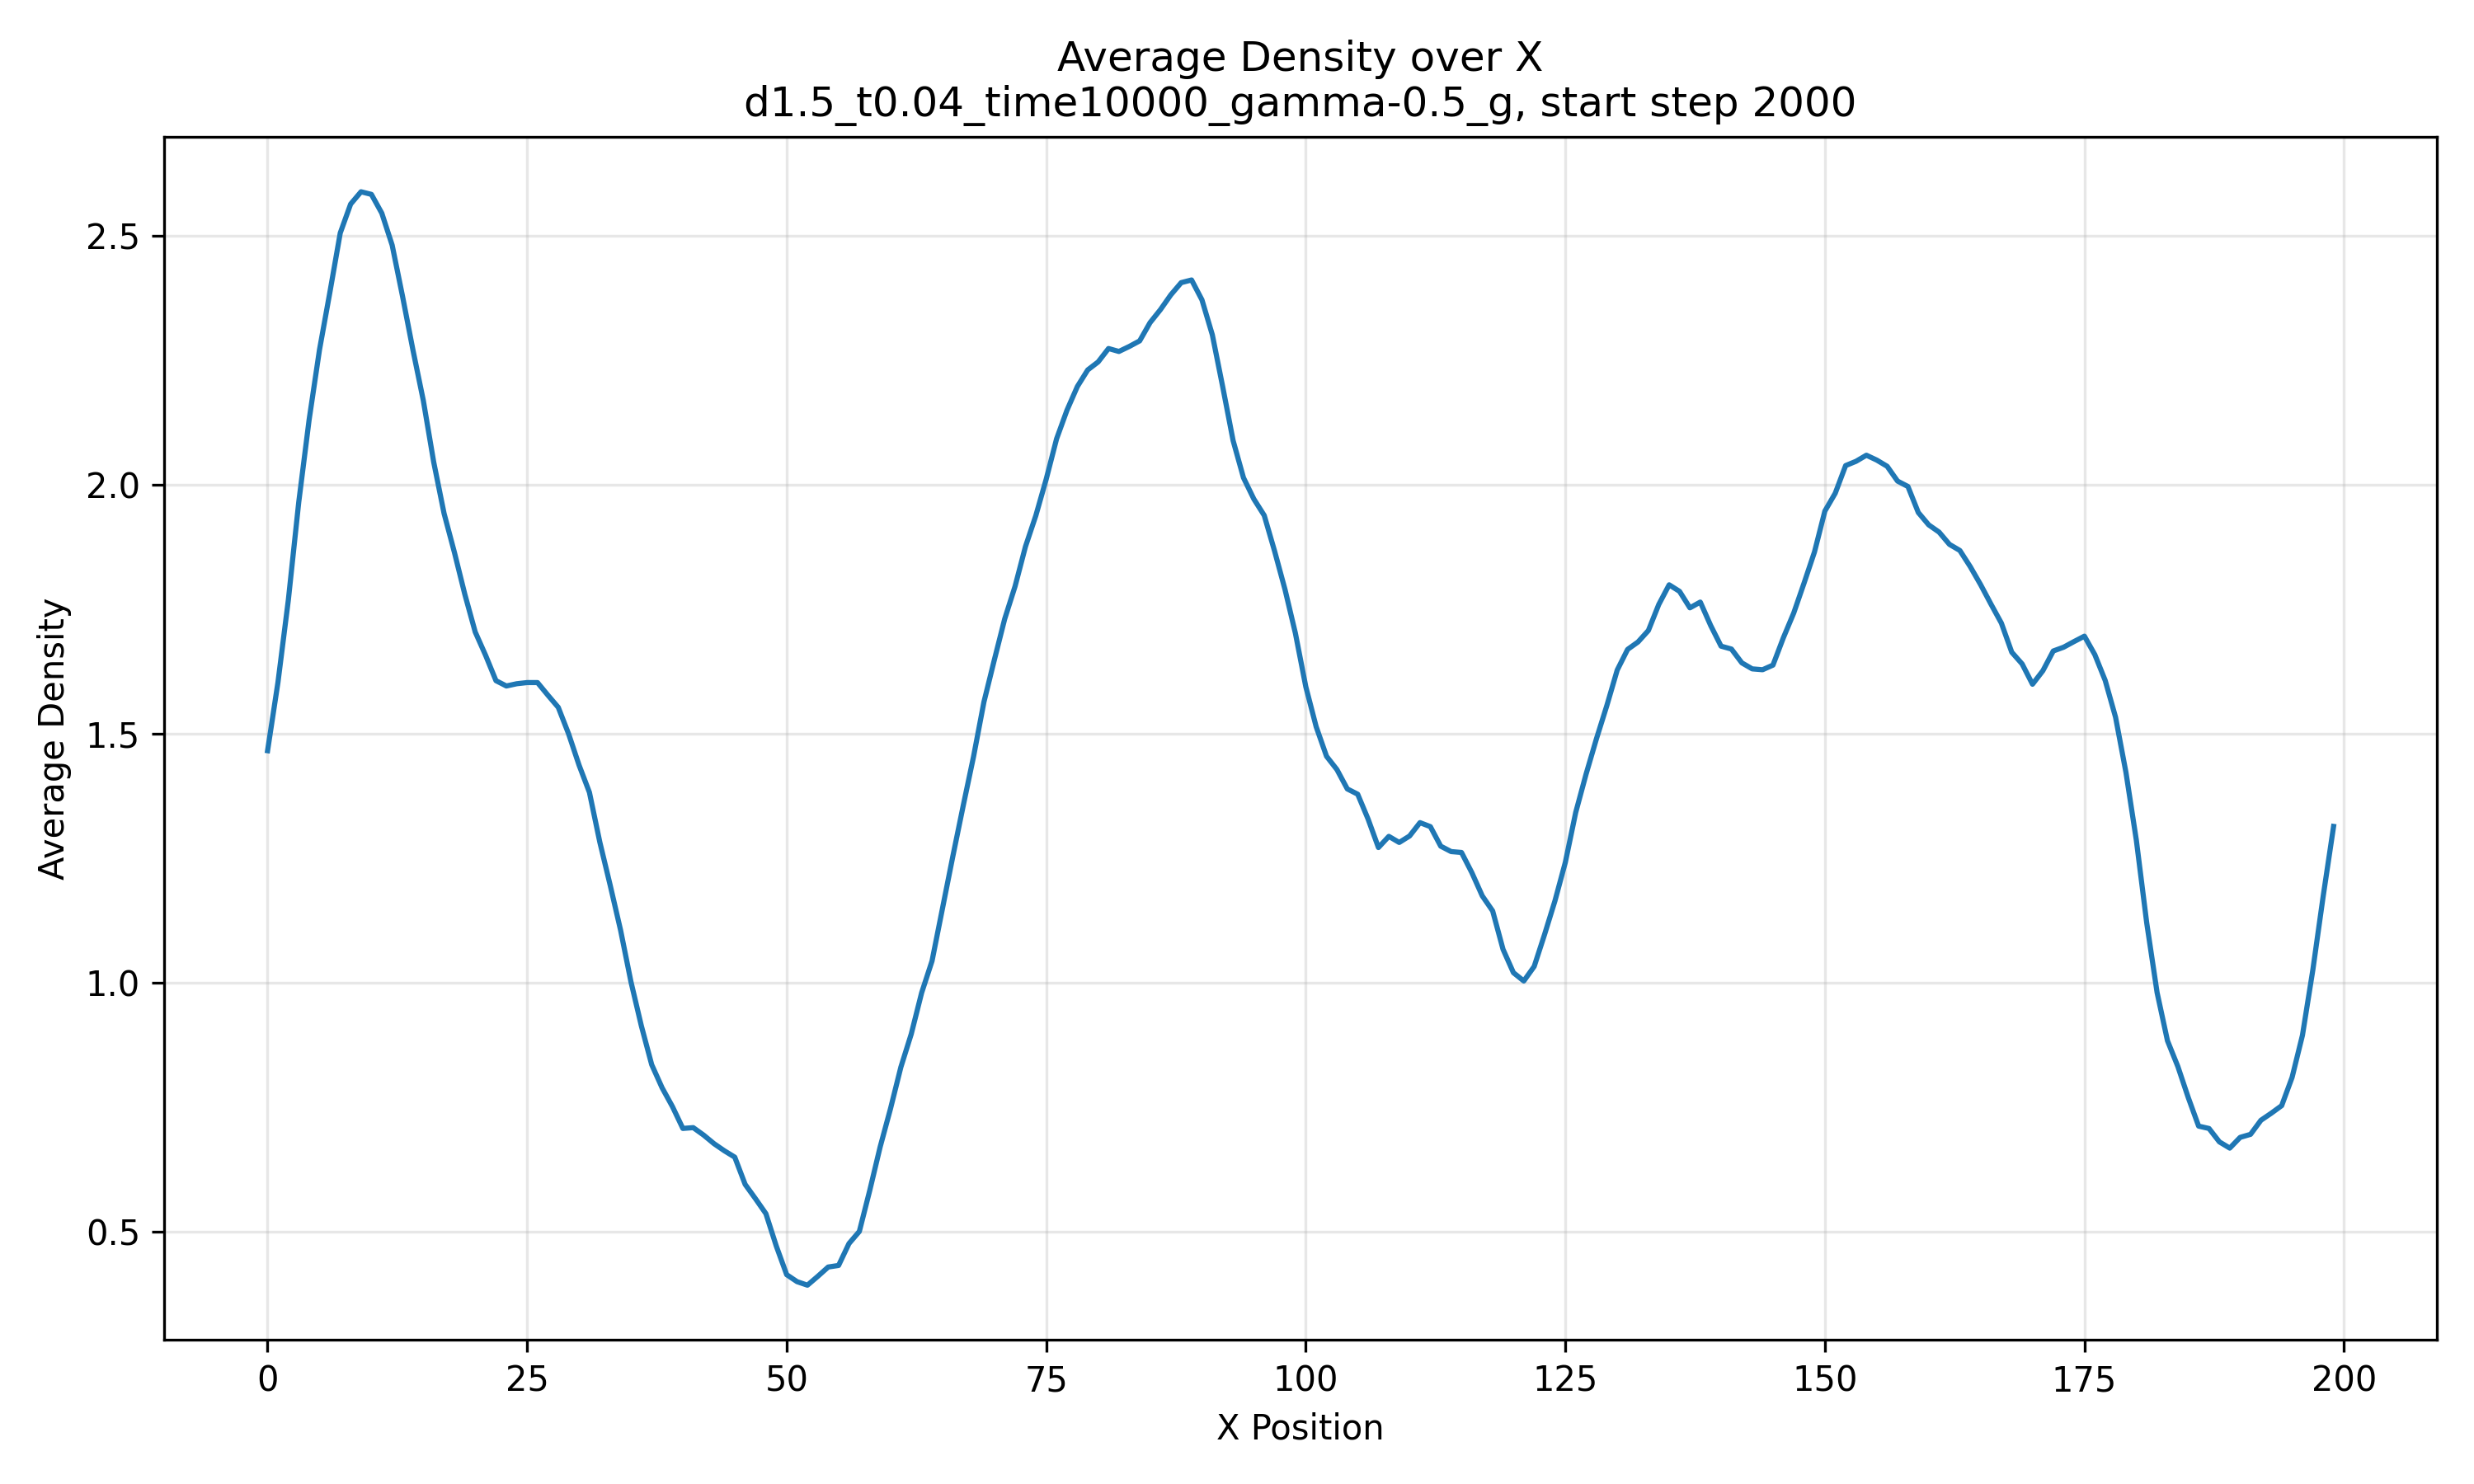 Average Density over X
d1.5_t0.04_time10000_gamma-0.5_g, start step 2000
Average Density
2.5
2.0
1.5
1.0
0.5
0 25 50 75 100 125 150 175 200
X Position